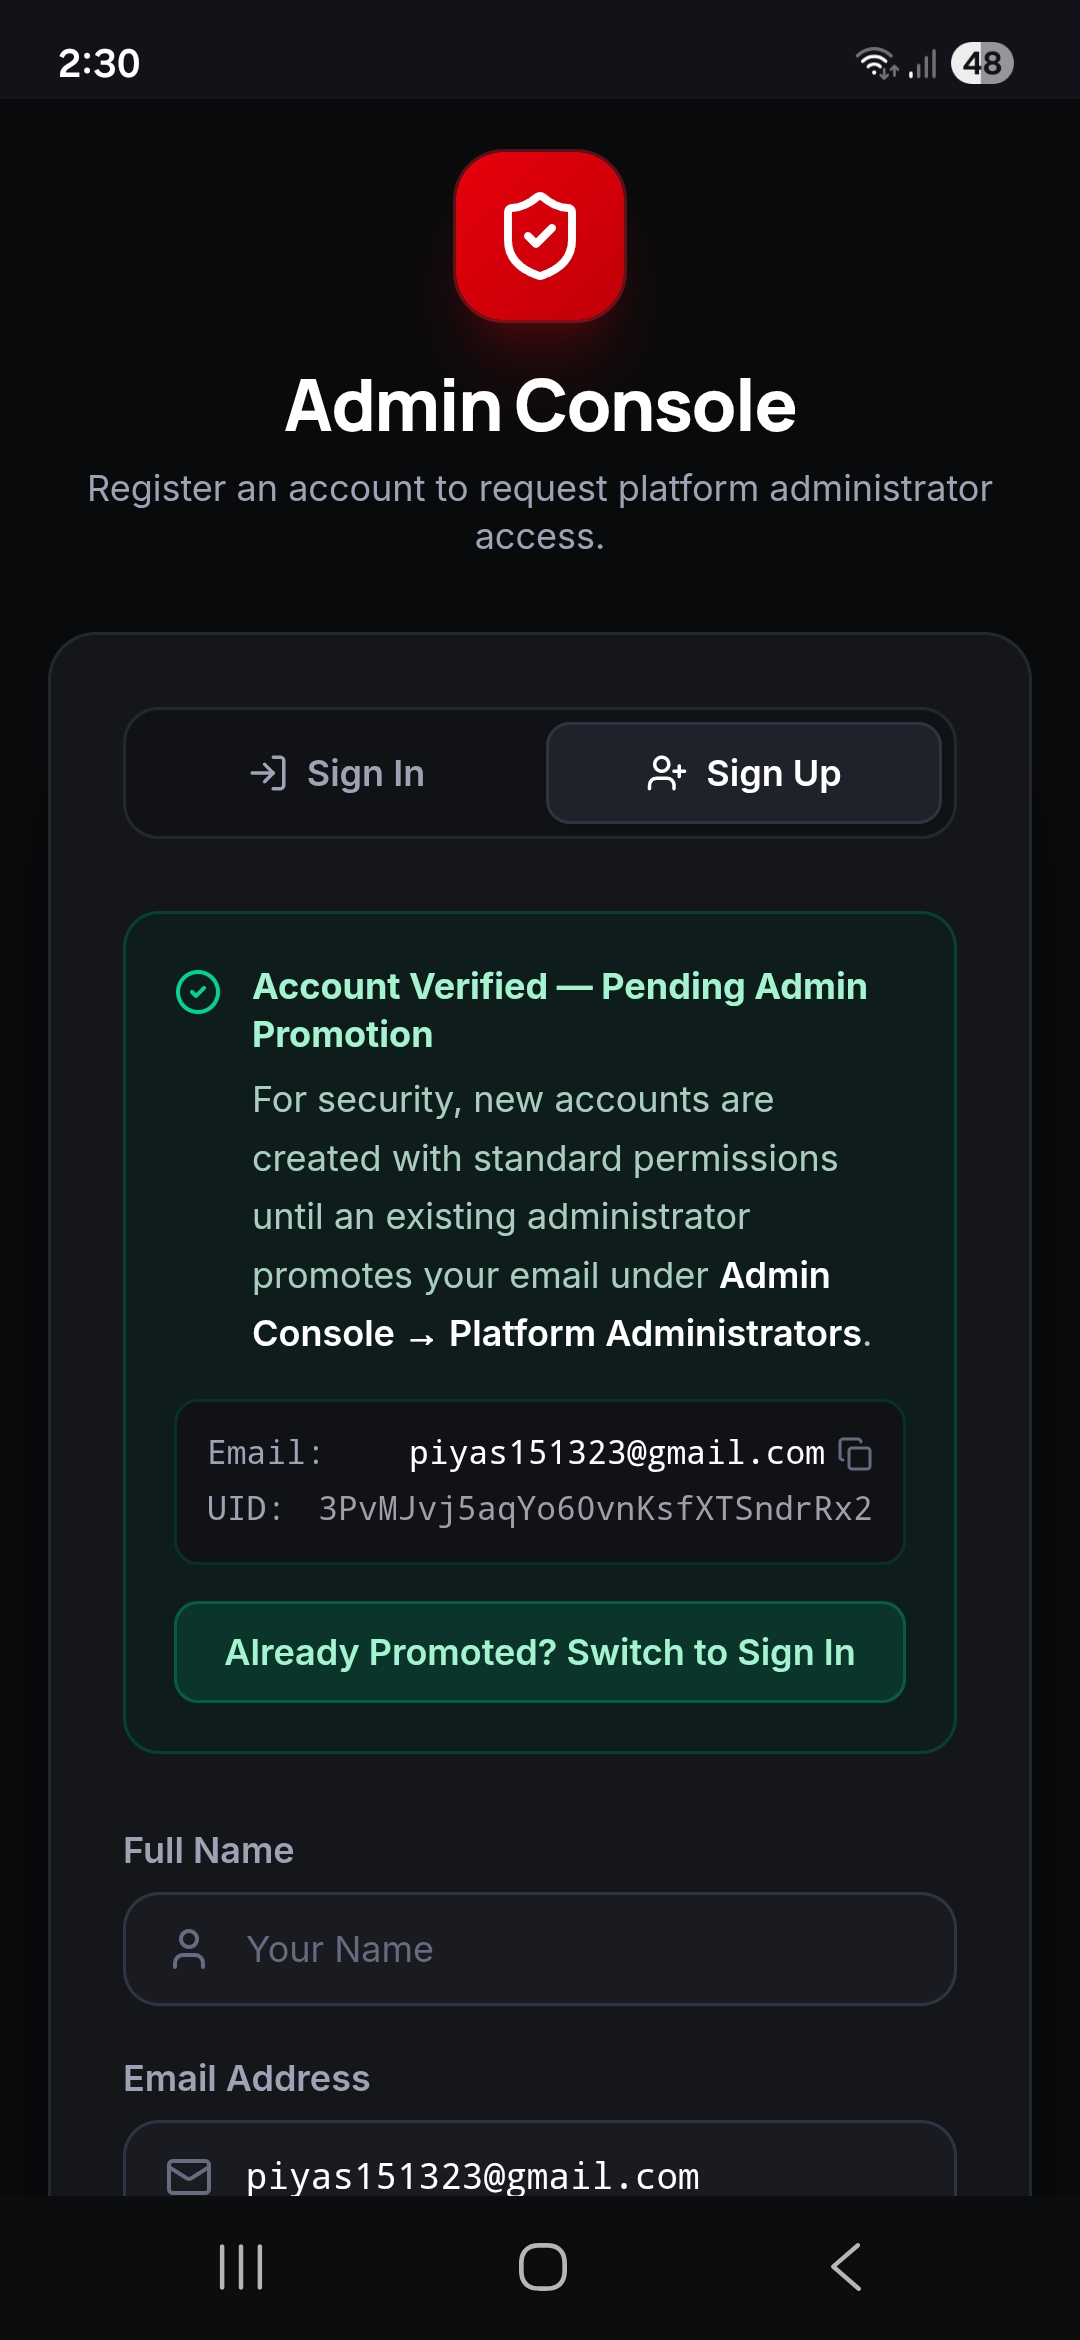 2:30
48
Admin Console
Register an account to request platform administrator
access.
Sign In
Sign Up
Account Verified — Pending Admin
Promotion
For security, new accounts are
created with standard permissions
until an existing administrator
promotes your email under Admin
Console → Platform Administrators.
Email: piyas151323@gmail.com
UID: 3PvMJvj5aqYo60vnKsfXTSndrRx2
Already Promoted? Switch to Sign In
Full Name
Your Name
Email Address
piyas151323@gmail.com